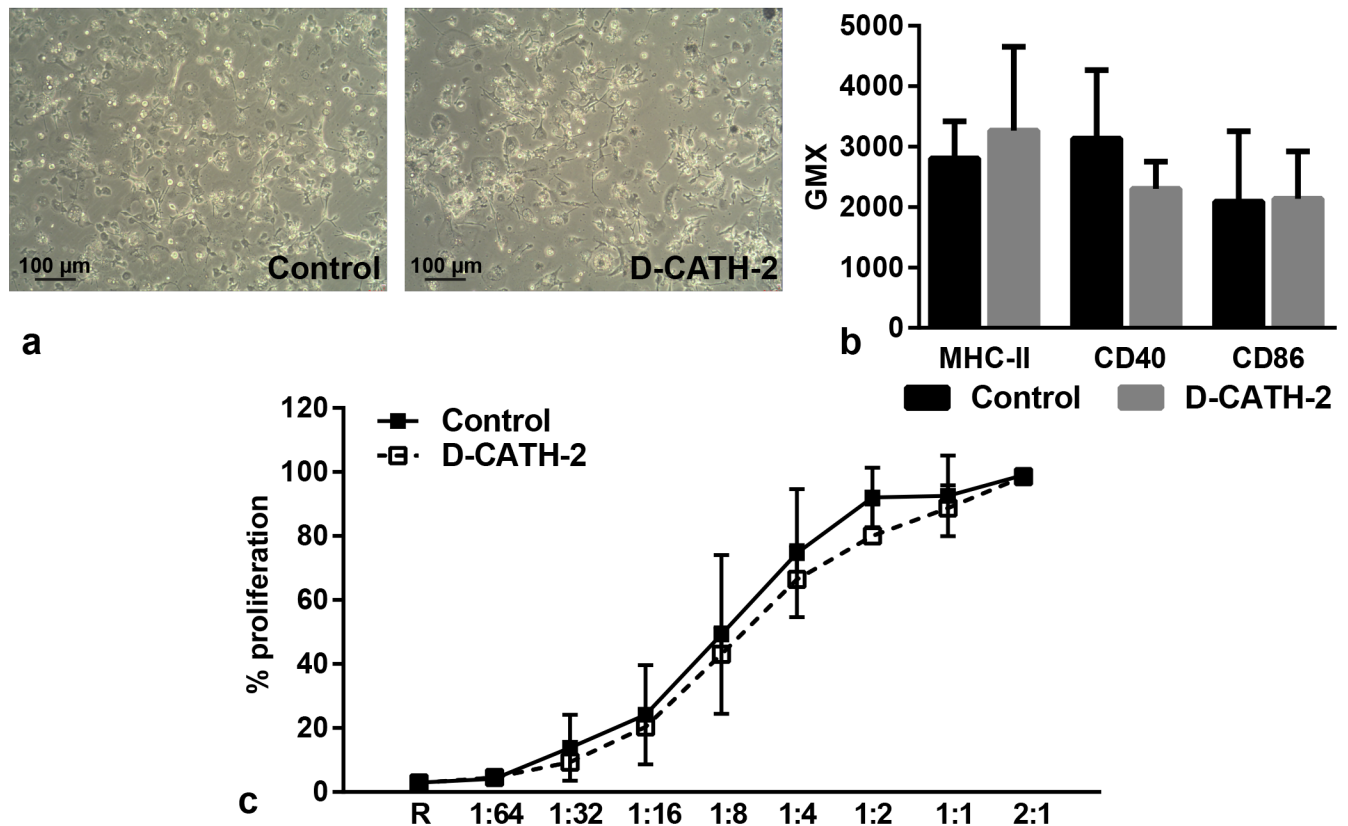 100 µm
Control
100 µm
D-CATH-2
a
5000
4000
3000
2000
1000
0
GMX
MHC-II CD40 CD86
b
Control D-CATH-2
120
100
80
60
40
20
0
% proliferation
Control
D-CATH-2
R 1:64 1:32 1:16 1:8 1:4 1:2 1:1 2:1
c